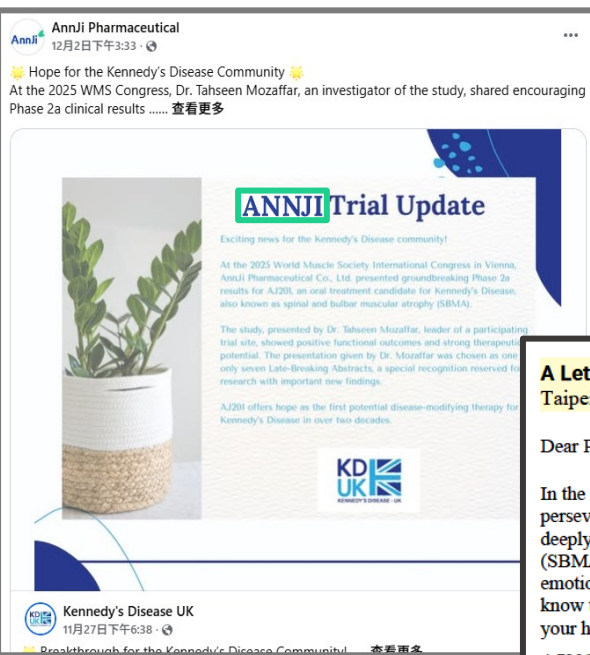 AnnJi Pharmaceutical
12月2日下午3:33 ·
AnnJi
🌟 Hope for the Kennedy's Disease Community 🌟
At the 2025 WMS Congress, Dr. Tahseen Mozaffar, an investigator of the study, shared encouraging
Phase 2a clinical results ...... 查看更多
ANNJI Trial Update
Exciting news for the Kennedy's Disease community!
At the 2025 World Muscle Society International Congress in Vienna,
AnnJi Pharmaceutical Co., Ltd. presented groundbreaking Phase 2a
results for AJ201, an oral treatment candidate for Kennedy's Disease,
also known as spinal and bulbar muscular atrophy (SBMA).
The study, presented by Dr. Tahseen Mozaffar, leader of a participating
trial site, showed positive functional outcomes and strong therapeutic
potential. The presentation given by Dr. Mozaffar was chosen as one
only seven Late-Breaking Abstracts, a special recognition reserved fo
research with important new findings.
AJ201 offers hope as the first potential disease-modifying therapy for
Kennedy's Disease in over two decades.
KD
UK
KENNEDY'S DISEASE - UK
Kennedy's Disease UK
11月27日下午6:38 ·
Breakthrough for the Kennedy's Disease Community! ... 查看更多
A Let
Taipe
Dear P
In the
persev
deeply
(SBMA
emotio
know t
your h